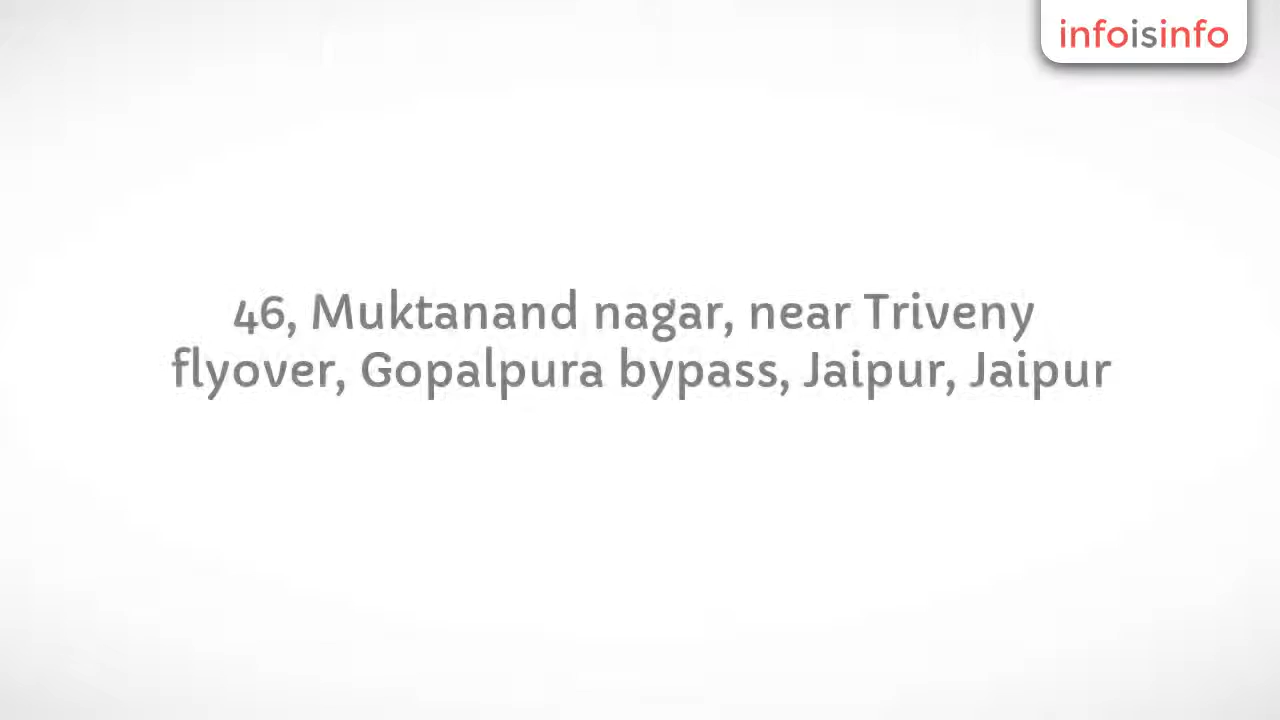 infoisinfo
46, Muktanand nagar, near Triveny
flyover, Gopalpura bypass, Jaipur, Jaipur